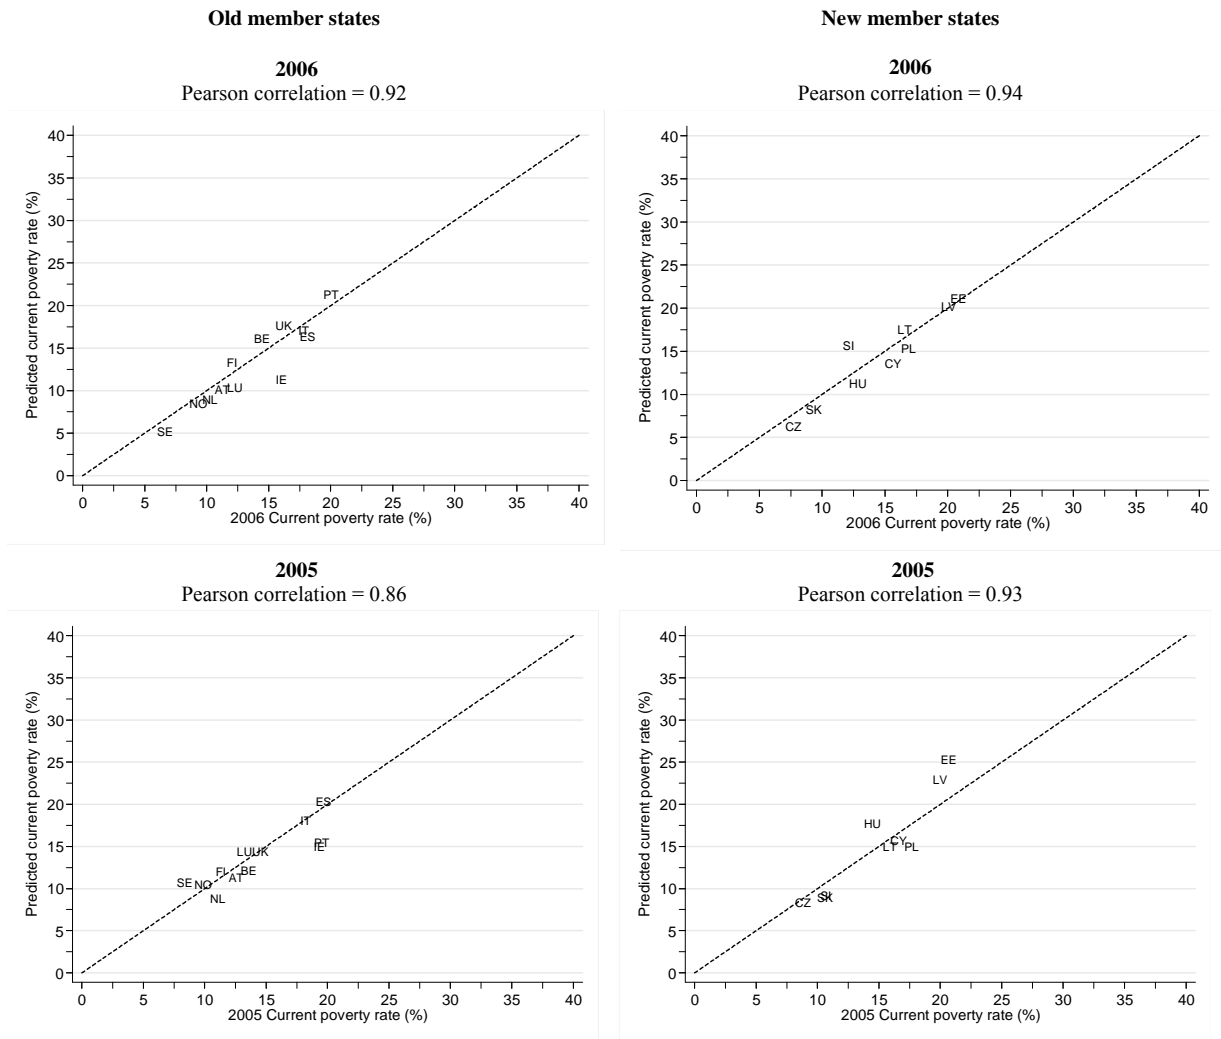 Old member states
New member states
2006
Pearson correlation = 0.92
2006
Pearson correlation = 0.94
Predicted current poverty rate (%)
40
35
30
25
20
15
10
5
0
PT
UK
IT
ES
BE
FI
IE
AT
LU
NL
NO
SE
0 5 10 15 20 25 30 35 40
2006 Current poverty rate (%)
Predicted current poverty rate (%)
40
35
30
25
20
15
10
5
0
EE
LV
LT
SI
PL
CY
HU
SK
CZ
0 5 10 15 20 25 30 35 40
2006 Current poverty rate (%)
2005
Pearson correlation = 0.86
2005
Pearson correlation = 0.93
Predicted current poverty rate (%)
40
35
30
25
20
15
10
5
0
ES
IT
PT
IE
LU
UK
FI
BE
AT
SE
NO
NL
0 5 10 15 20 25 30 35 40
2005 Current poverty rate (%)
Predicted current poverty rate (%)
40
35
30
25
20
15
10
5
0
EE
LV
HU
CY
LT
PL
SI
SK
CZ
0 5 10 15 20 25 30 35 40
2005 Current poverty rate (%)